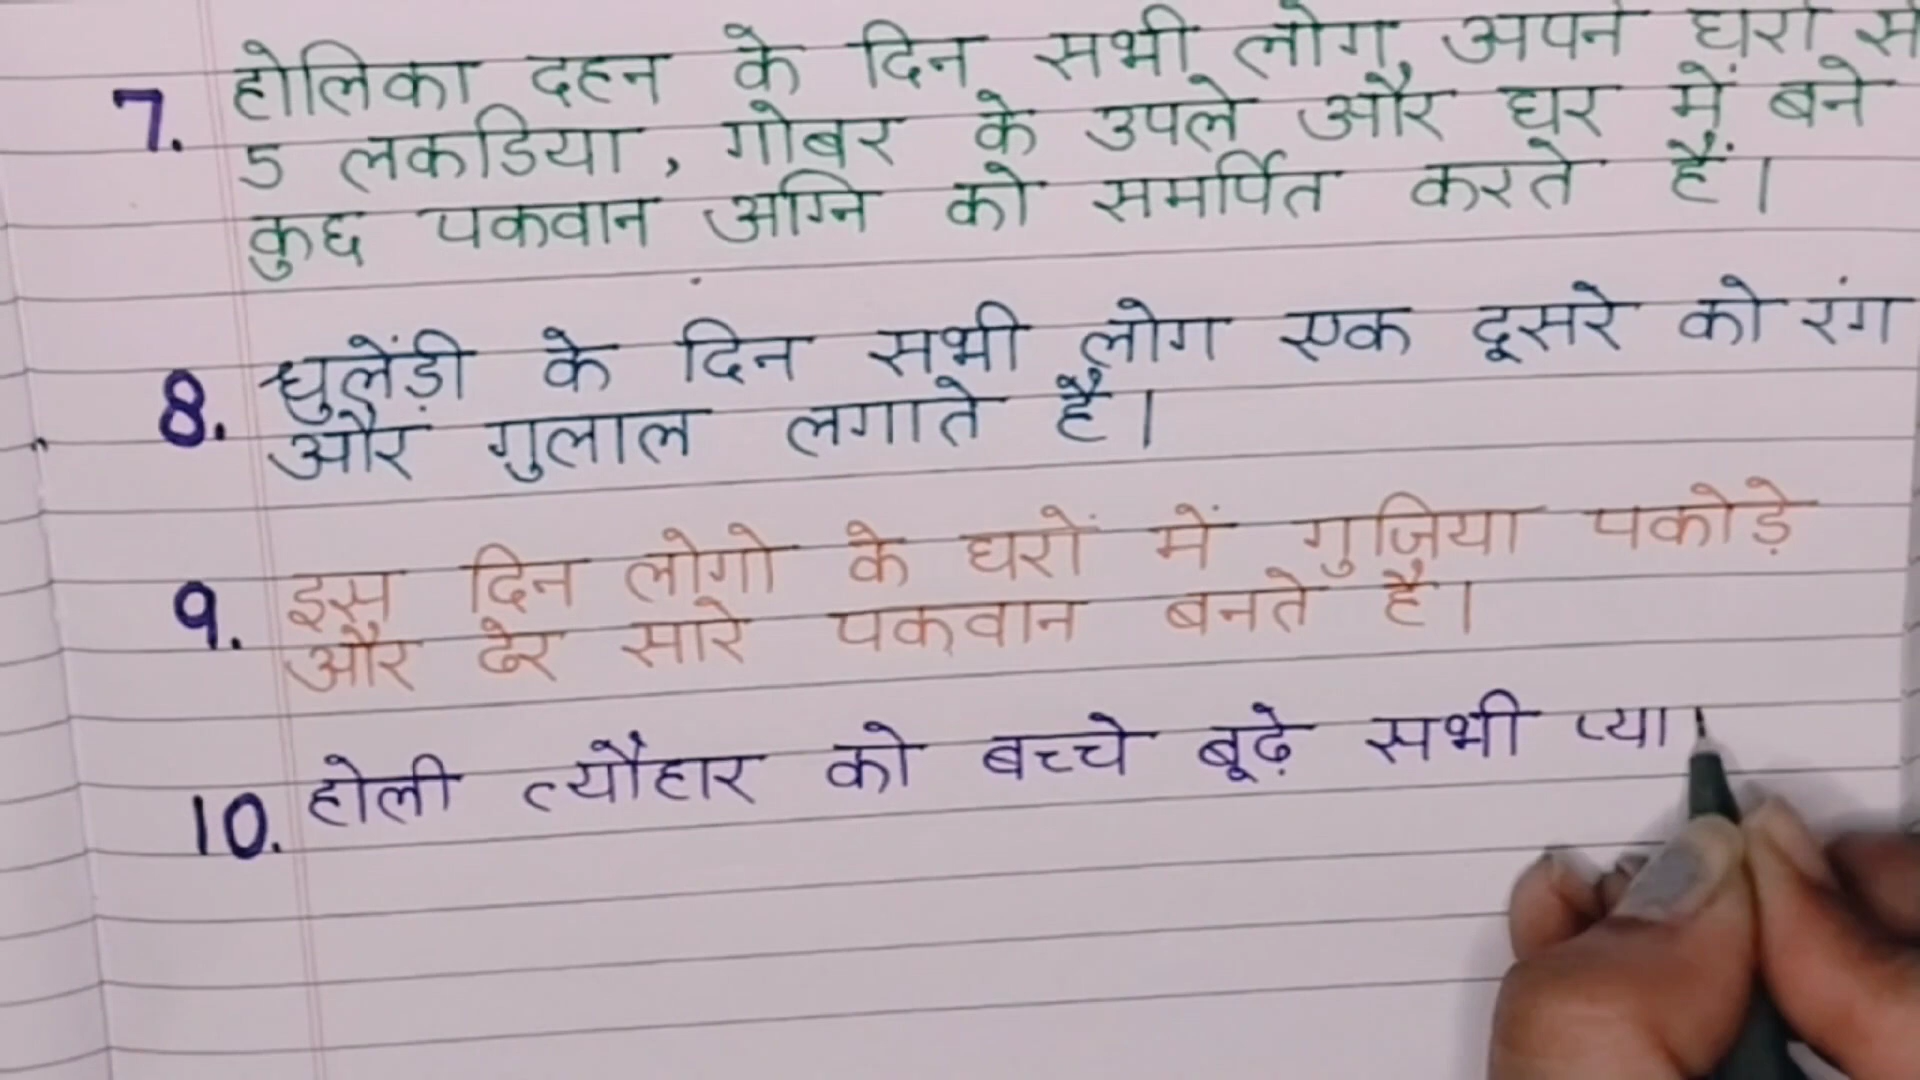 7. होलिका दहन के दिन सभी लोग अपने घरों से
5 लकडिया, गोबर के उपले और घर में बने
कुछ पकवान अग्नि को समर्पित करते हैं।
8. धुलेंड़ी के दिन सभी लोग एक दूसरे को रंग
और गुलाल लगाते है।
9. इस दिन लोगो के घरों में गुजिया पकोड़े
और ढेर सारे पकवान बनते है।
10. होली त्यौहार को बच्चे बूढ़े सभी प्या